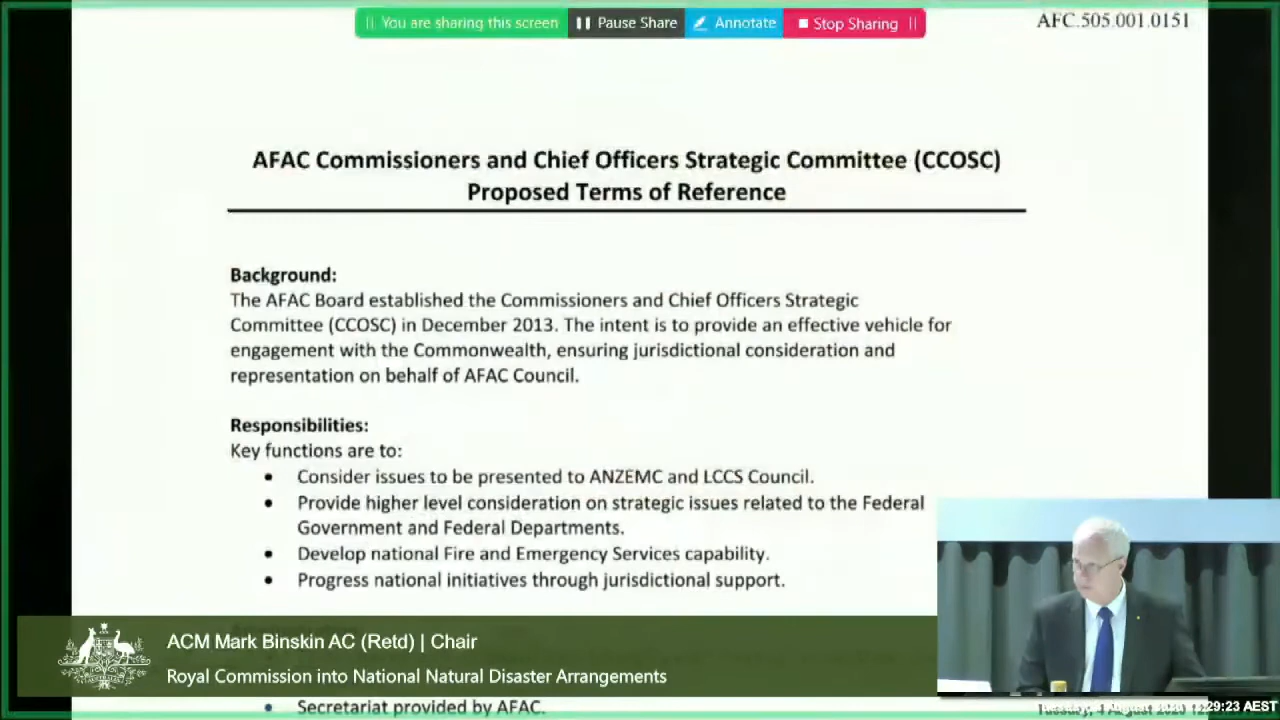 You are sharing this screen Pause Share Annotate Stop Sharing
AFC.505.001.0151
AFAC Commissioners and Chief Officers Strategic Committee (CCOSC)
Proposed Terms of Reference
Background:
The AFAC Board established the Commissioners and Chief Officers Strategic
Committee (CCOSC) in December 2013. The intent is to provide an effective vehicle for
engagement with the Commonwealth, ensuring jurisdictional consideration and
representation on behalf of AFAC Council.
Responsibilities:
Key functions are to:
• Consider issues to be presented to ANZEMC and LCCS Council.
• Provide higher level consideration on strategic issues related to the Federal
Government and Federal Departments.
• Develop national Fire and Emergency Services capability.
• Progress national initiatives through jurisdictional support.
ACM Mark Binskin AC (Retd) | Chair
Royal Commission into National Natural Disaster Arrangements
• Secretariat provided by AFAC.